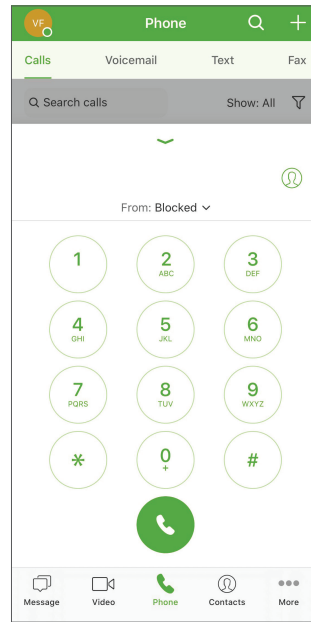 VF Phone
Calls Voicemail Text Fax
Search calls Show: All
From: Blocked
1 2 3
ABC DEF
4 5 6
GHI JKL MNO
7 8 9
PQRS TUV WXYZ
* 0 #
+
Message Video Phone Contacts More